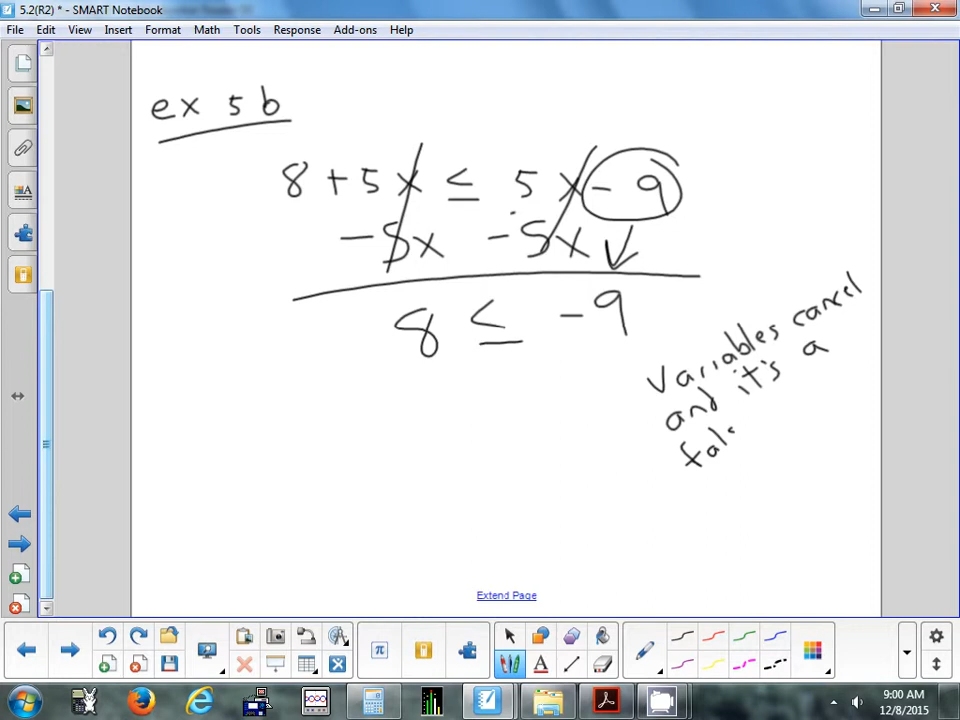 5.2(R2) * - SMART Notebook
File Edit View Insert Format Math Tools Response Add-ons Help
ex 5 b
8 + 5x ≤ 5x - 9
- 5x - 5x
8 ≤ - 9
Variables cancel
and it's a
fals
Extend Page
9:00 AM
12/8/2015